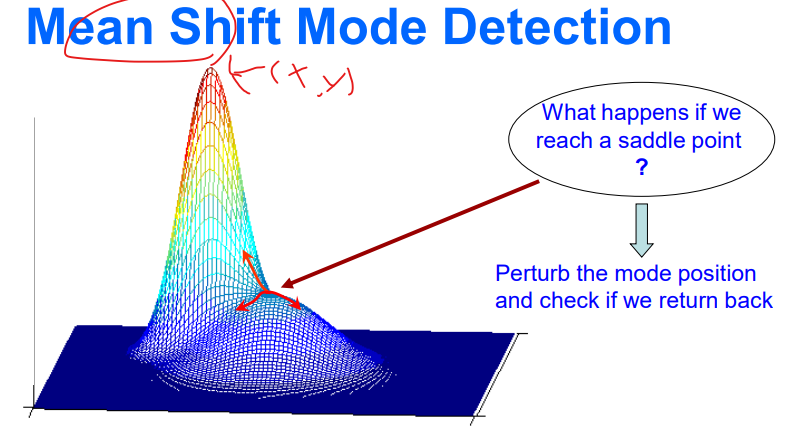 Mean Shift Mode Detection
(x,y)
What happens if we
reach a saddle point
?
Perturb the mode position
and check if we return back